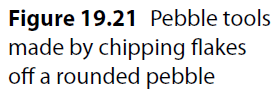 Figure 19.21 Pebble tools
made by chipping flakes
off a rounded pebble